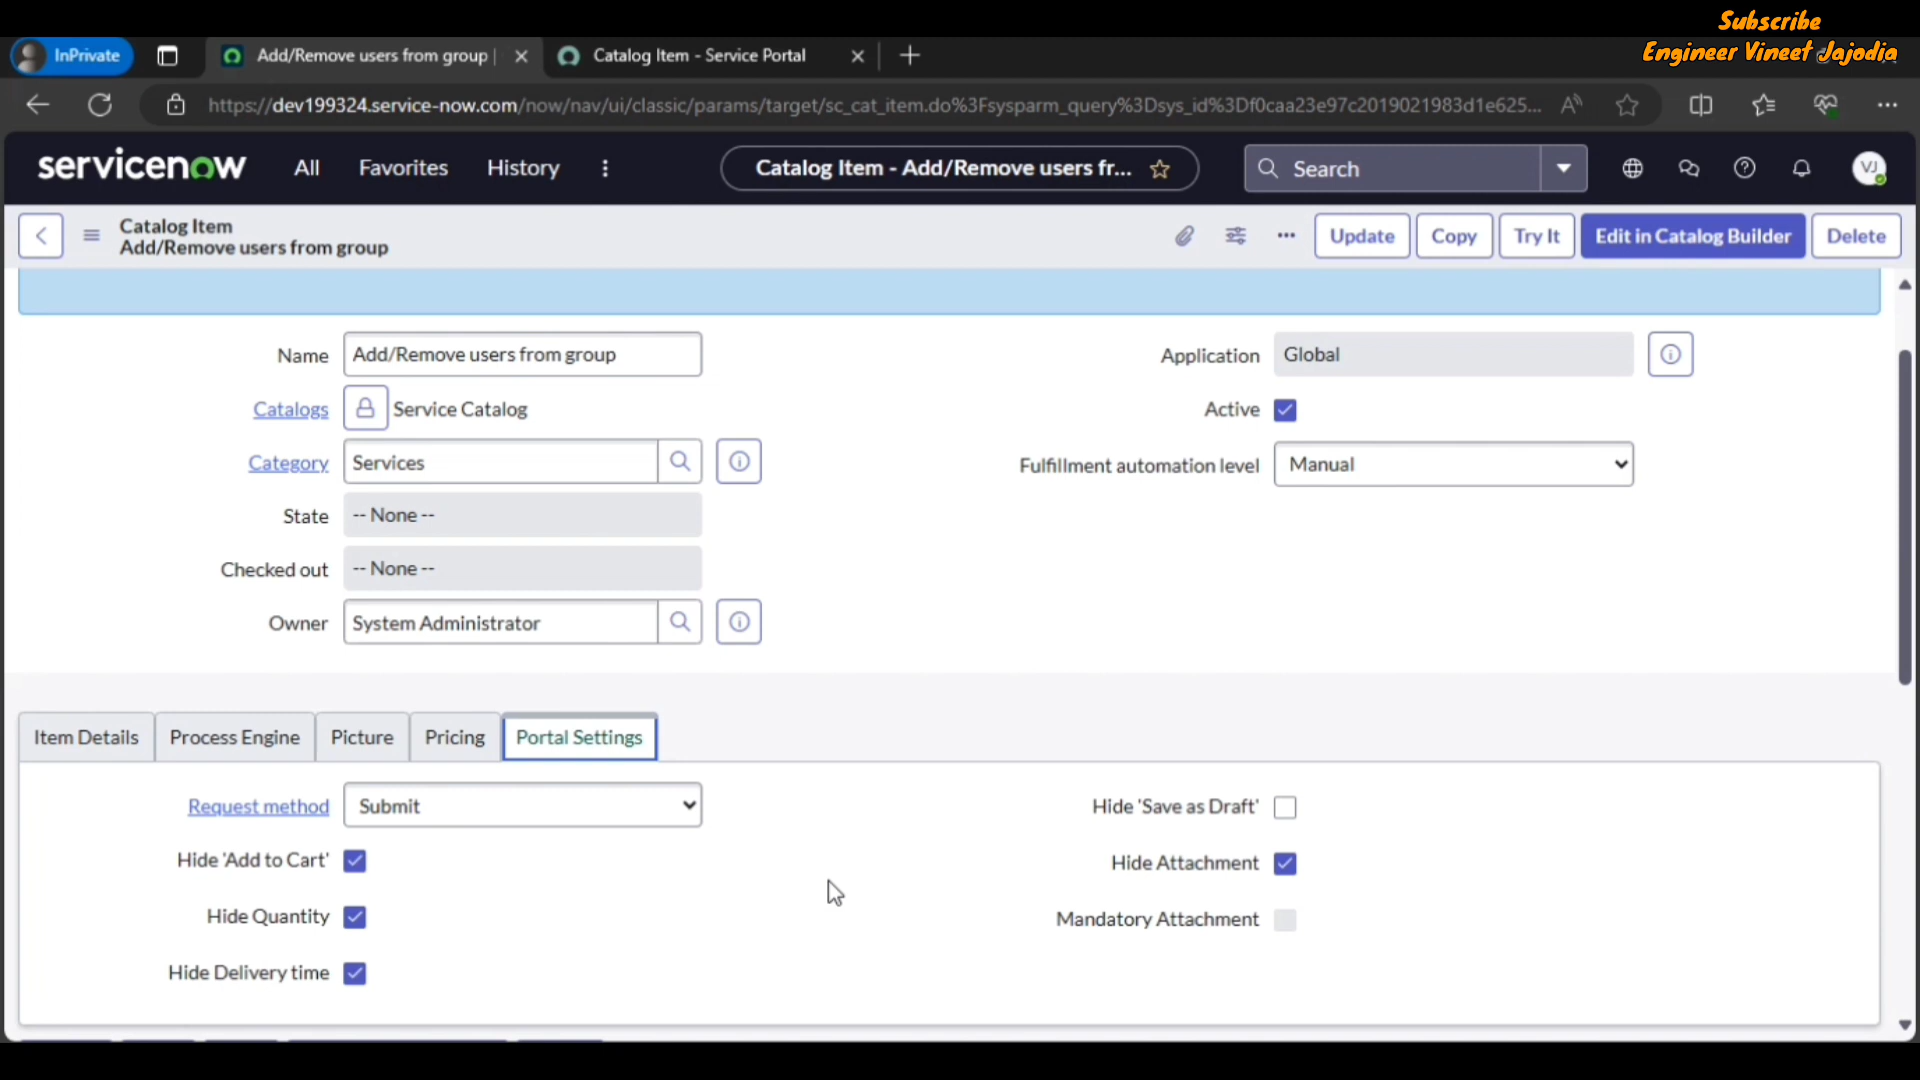 Subscribe
Engineer Vineet Jajodia
InPrivate
Add/Remove users from group |
Catalog Item - Service Portal
https://dev199324.service-now.com/now/nav/ui/classic/params/target/sc_cat_item.do%3Fsysparm_query%3Dsys_id%3Df0caa23e97c2019021983d1e625...
servicenow
All
Favorites
History
Catalog Item - Add/Remove users fr...
Search
VJ
Catalog Item
Add/Remove users from group
Update
Copy
Try It
Edit in Catalog Builder
Delete
Name
Add/Remove users from group
Application
Global
Catalogs
Service Catalog
Active
Category
Services
Fulfillment automation level
Manual
State
-- None --
Checked out
-- None --
Owner
System Administrator
Item Details
Process Engine
Picture
Pricing
Portal Settings
Request method
Submit
Hide 'Save as Draft'
Hide 'Add to Cart'
Hide Attachment
Hide Quantity
Mandatory Attachment
Hide Delivery time